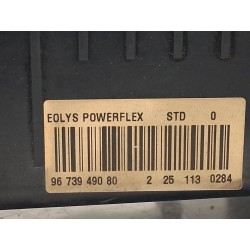 EOLYS POWERFLEX STD 0
96 739 490 80 2 25 113 0284